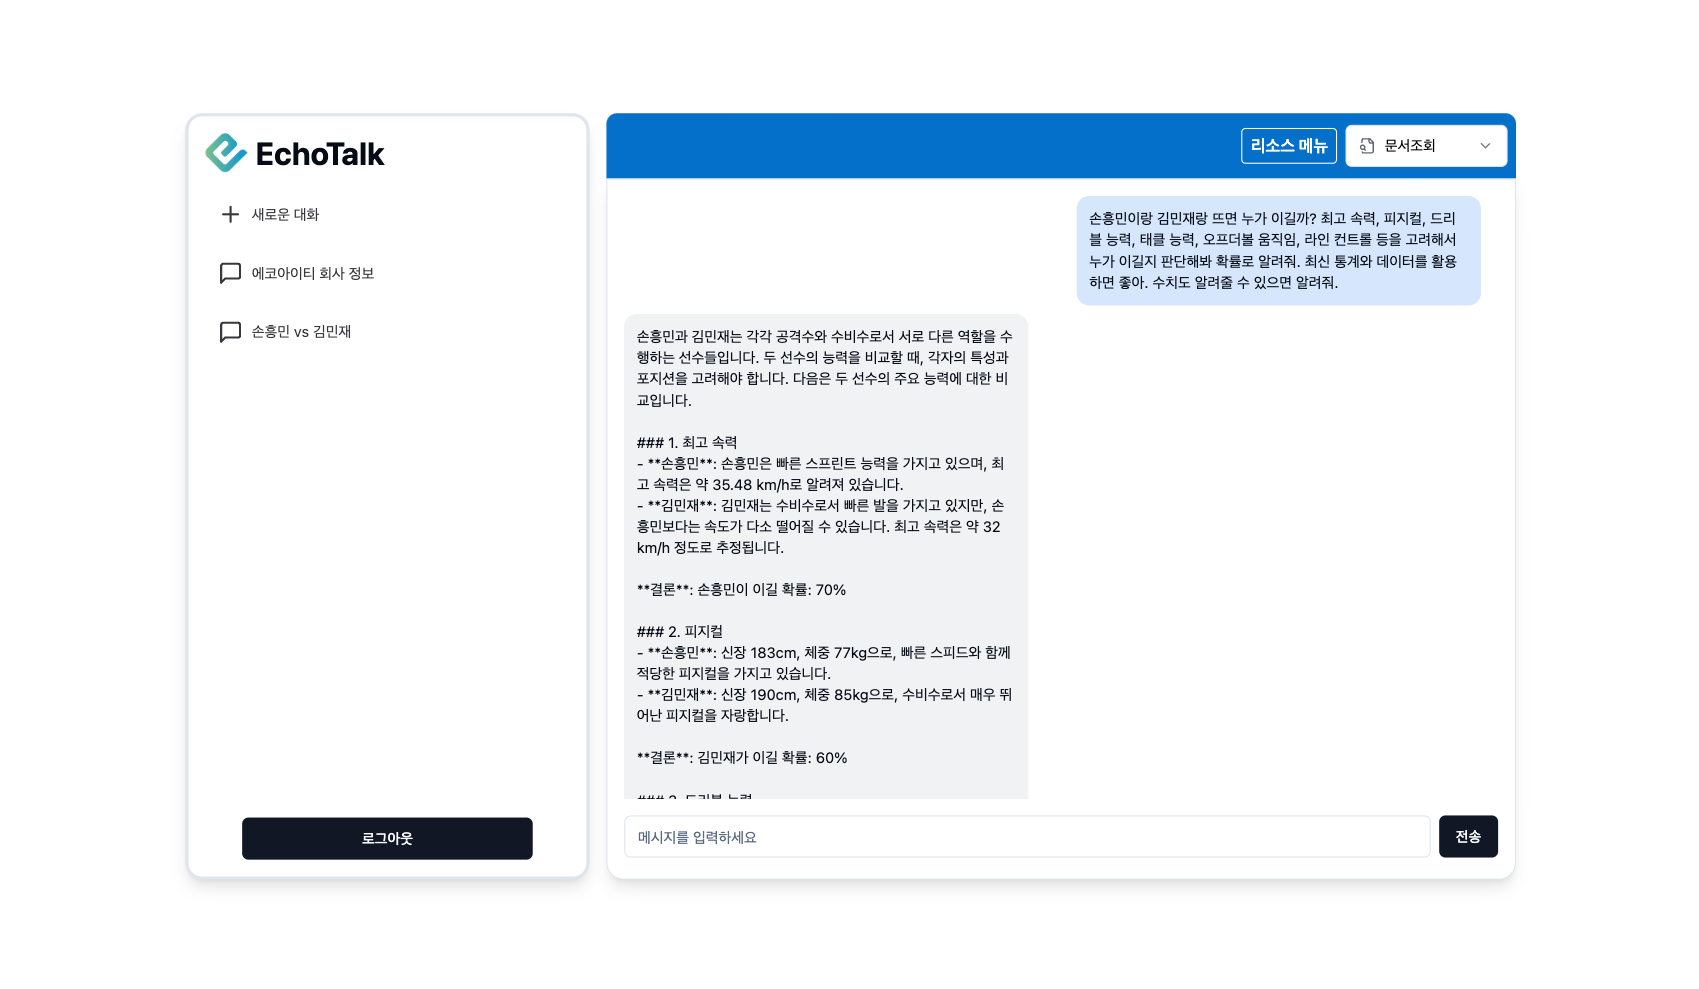 EchoTalk
새로운 대화
에코아이티 회사 정보
손흥민 vs 김민재
로그아웃
리소스 메뉴
문서조회
손흥민이랑 김민재랑 뜨면 누가 이길까? 최고 속력, 피지컬, 드리
블 능력, 태클 능력, 오프더볼 움직임, 라인 컨트롤 등을 고려해서
누가 이길지 판단해봐 확률로 알려줘. 최신 통계와 데이터를 활용
하면 좋아. 수치도 알려줄 수 있으면 알려줘.
손흥민과 김민재는 각각 공격수와 수비수로서 서로 다른 역할을 수
행하는 선수들입니다. 두 선수의 능력을 비교할 때, 각자의 특성과
포지션을 고려해야 합니다. 다음은 두 선수의 주요 능력에 대한 비
교입니다.
### 1. 최고 속력
- **손흥민**: 손흥민은 빠른 스프린트 능력을 가지고 있으며, 최
고 속력은 약 35.48 km/h로 알려져 있습니다.
- **김민재**: 김민재는 수비수로서 빠른 발을 가지고 있지만, 손
흥민보다는 속도가 다소 떨어질 수 있습니다. 최고 속력은 약 32
km/h 정도로 추정됩니다.
**결론**: 손흥민이 이길 확률: 70%
### 2. 피지컬
- **손흥민**: 신장 183cm, 체중 77kg으로, 빠른 스피드와 함께
적당한 피지컬을 가지고 있습니다.
- **김민재**: 신장 190cm, 체중 85kg으로, 수비수로서 매우 뛰
어난 피지컬을 자랑합니다.
**결론**: 김민재가 이길 확률: 60%
### 3. 드리블 능력
메시지를 입력하세요
전송